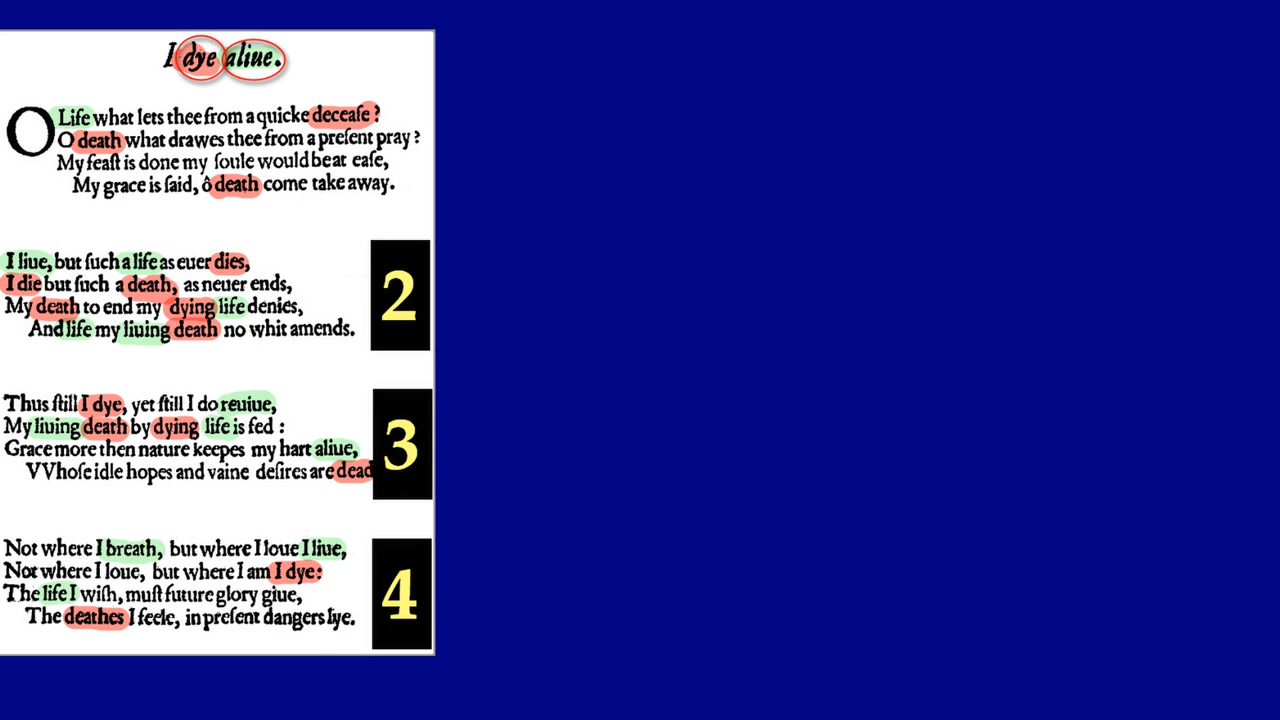 I dye aliue.
O Life what lets thee from a quicke deceaſe?
O death what drawes thee from a preſent pray?
My feaſt is done my ſoule would be at eaſe,
My grace is ſaid, ô death come take away.
I liue, but ſuch a life as euer dies,
I die but ſuch a death, as neuer ends,
My death to end my dying life denies,
And life my liuing death no whit amends.
2
Thus ſtill I dye, yet ſtill I do reuiue,
My liuing death by dying life is fed:
Grace more then nature keepes my hart aliue,
VVhoſe idle hopes and vaine deſires are dead
3
Not where I breath, but where I loue I liue,
Not where I loue, but where I am I dye:
The life I wiſh, muſt future glory giue,
The deathes I feele, in preſent dangers lye.
4